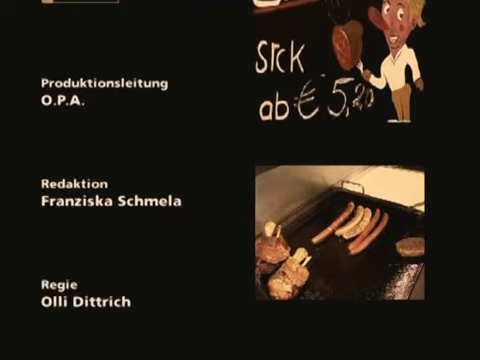 Stck
ab € 5,20
Produktionsleitung
O.P.A.
Redaktion
Franziska Schmela
Regie
Olli Dittrich